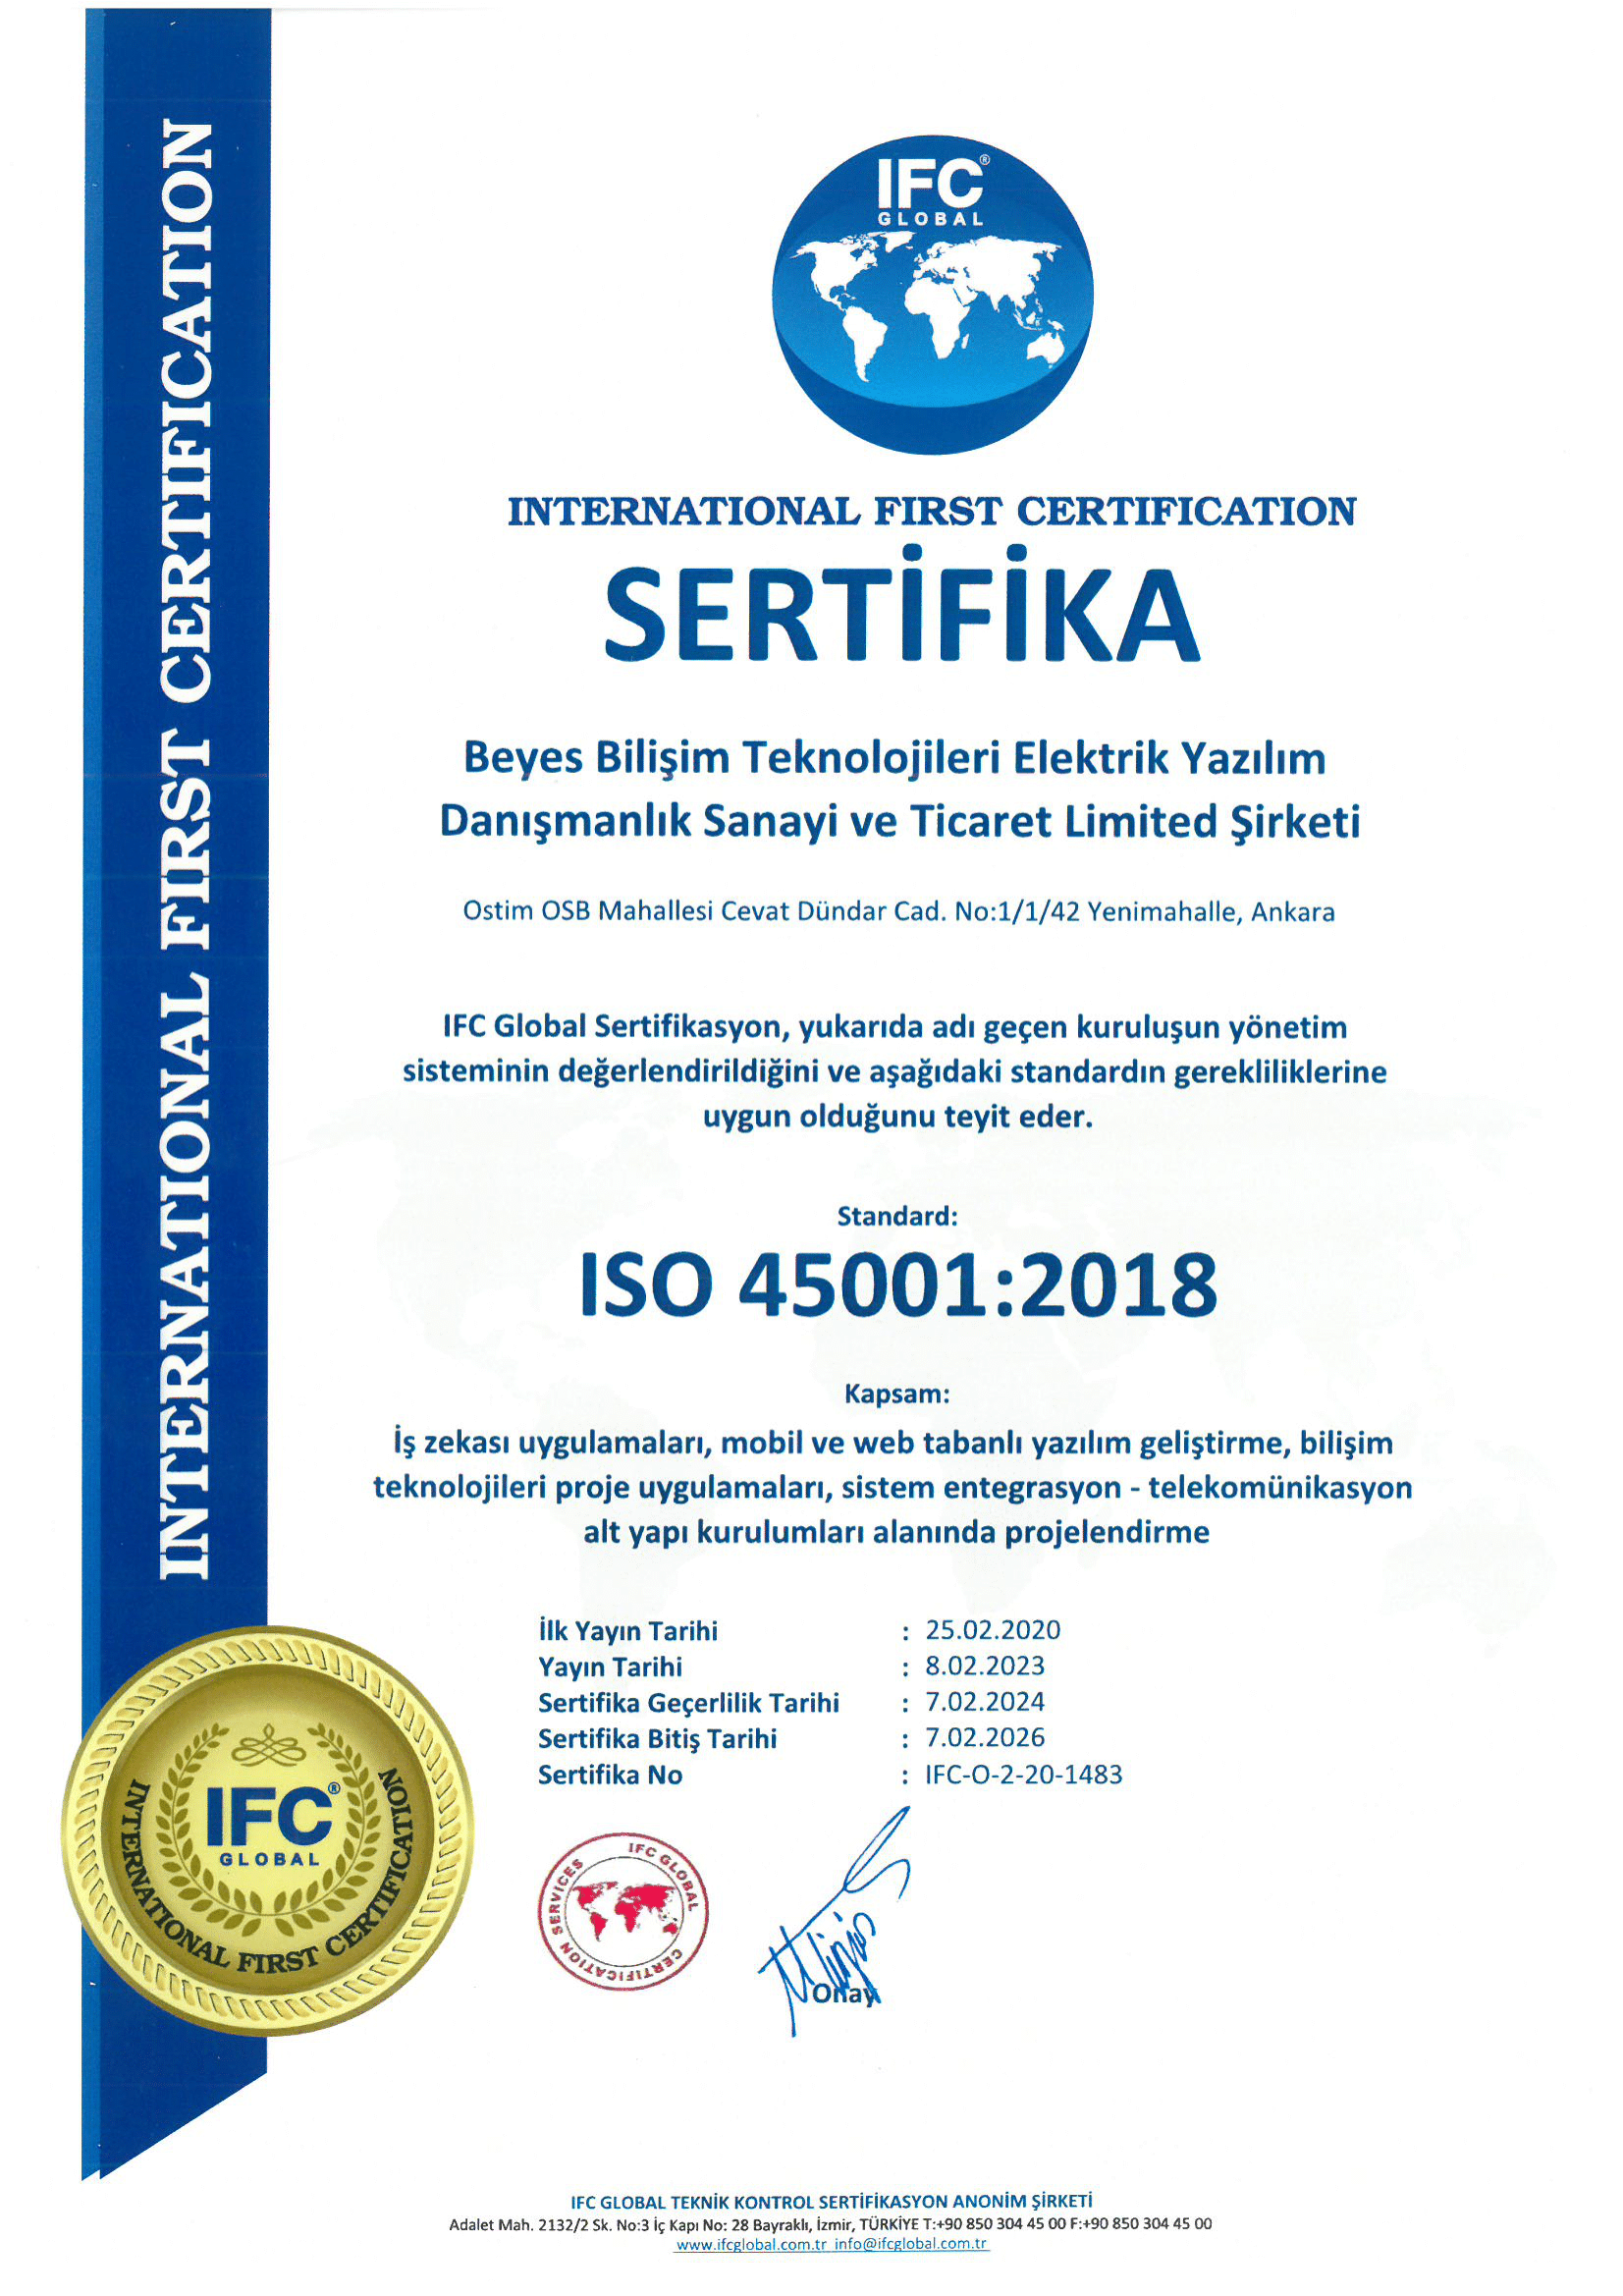 INTERNATIONAL FIRST CERTIFICATION
IFC®
GLOBAL
INTERNATIONAL FIRST CERTIFICATION
SERTİFİKA
Beyes Bilişim Teknolojileri Elektrik Yazılım
Danışmanlık Sanayi ve Ticaret Limited Şirketi
Ostim OSB Mahallesi Cevat Dündar Cad. No:1/1/42 Yenimahalle, Ankara
IFC Global Sertifikasyon, yukarıda adı geçen kuruluşun yönetim
sisteminin değerlendirildiğini ve aşağıdaki standardın gerekliliklerine
uygun olduğunu teyit eder.
Standard:
ISO 45001:2018
Kapsam:
İş zekası uygulamaları, mobil ve web tabanlı yazılım geliştirme, bilişim
teknolojileri proje uygulamaları, sistem entegrasyon - telekomünikasyon
alt yapı kurulumları alanında projelendirme
İlk Yayın Tarihi : 25.02.2020
Yayın Tarihi : 8.02.2023
Sertifika Geçerlilik Tarihi : 7.02.2024
Sertifika Bitiş Tarihi : 7.02.2026
Sertifika No : IFC-O-2-20-1483
IFC®
GLOBAL
INTERNATIONAL FIRST CERTIFICATION
IFC GLOBAL CERTIFICATION SERVICES
Onay
IFC GLOBAL TEKNİK KONTROL SERTİFİKASYON ANONİM ŞİRKETİ
Adalet Mah. 2132/2 Sk. No:3 İç Kapı No: 28 Bayraklı, İzmir, TÜRKİYE T:+90 850 304 45 00 F:+90 850 304 45 00
www.ifcglobal.com.tr info@ifcglobal.com.tr